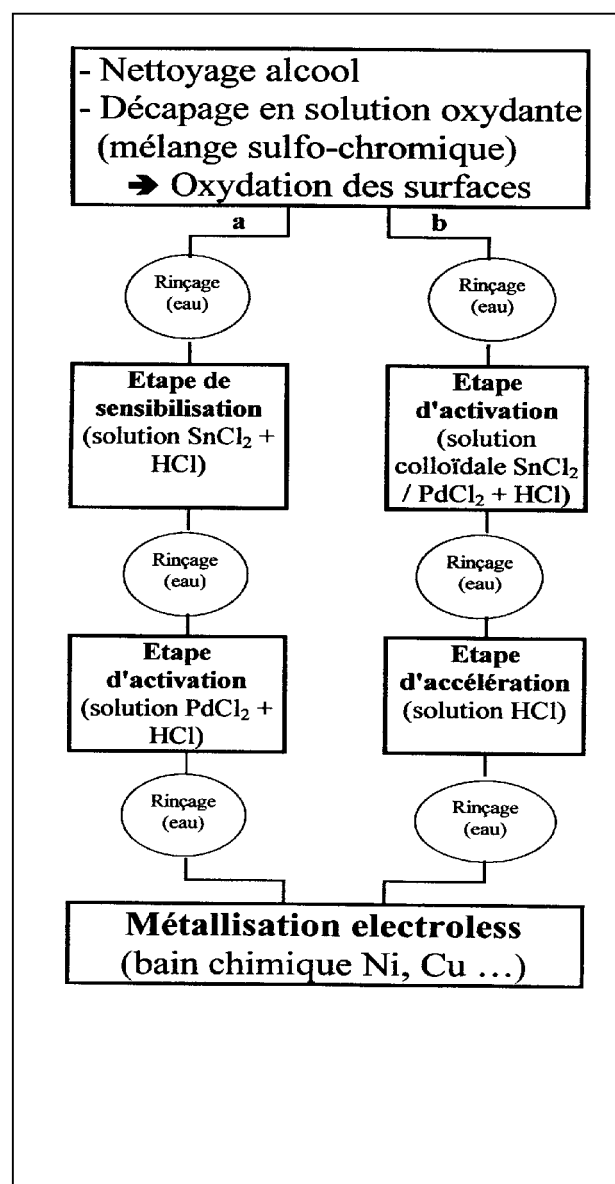 - Nettoyage alcool
- Décapage en solution oxydante
(mélange sulfo-chromique)
➔ Oxydation des surfaces
a
b
Rinçage
(eau)
Rinçage
(eau)
Etape de
sensibilisation
(solution SnCl₂ +
HCl)
Etape
d'activation
(solution
colloïdale SnCl₂
/ PdCl₂ + HCl)
Rinçage
(eau)
Rinçage
(eau)
Etape
d'activation
(solution PdCl₂ +
HCl)
Etape
d'accélération
(solution HCl)
Rinçage
(eau)
Rinçage
(eau)
Métallisation electroless
(bain chimique Ni, Cu ...)